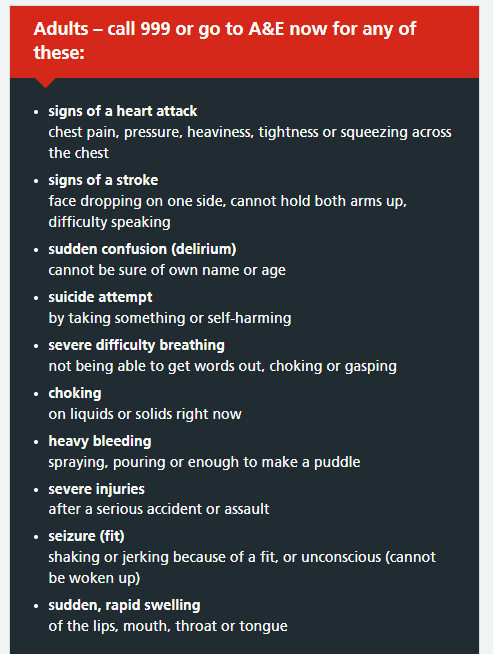 Adults – call 999 or go to A&E now for any of
these:
• signs of a heart attack
chest pain, pressure, heaviness, tightness or squeezing across
the chest
• signs of a stroke
face dropping on one side, cannot hold both arms up,
difficulty speaking
• sudden confusion (delirium)
cannot be sure of own name or age
• suicide attempt
by taking something or self-harming
• severe difficulty breathing
not being able to get words out, choking or gasping
• choking
on liquids or solids right now
• heavy bleeding
spraying, pouring or enough to make a puddle
• severe injuries
after a serious accident or assault
• seizure (fit)
shaking or jerking because of a fit, or unconscious (cannot
be woken up)
• sudden, rapid swelling
of the lips, mouth, throat or tongue